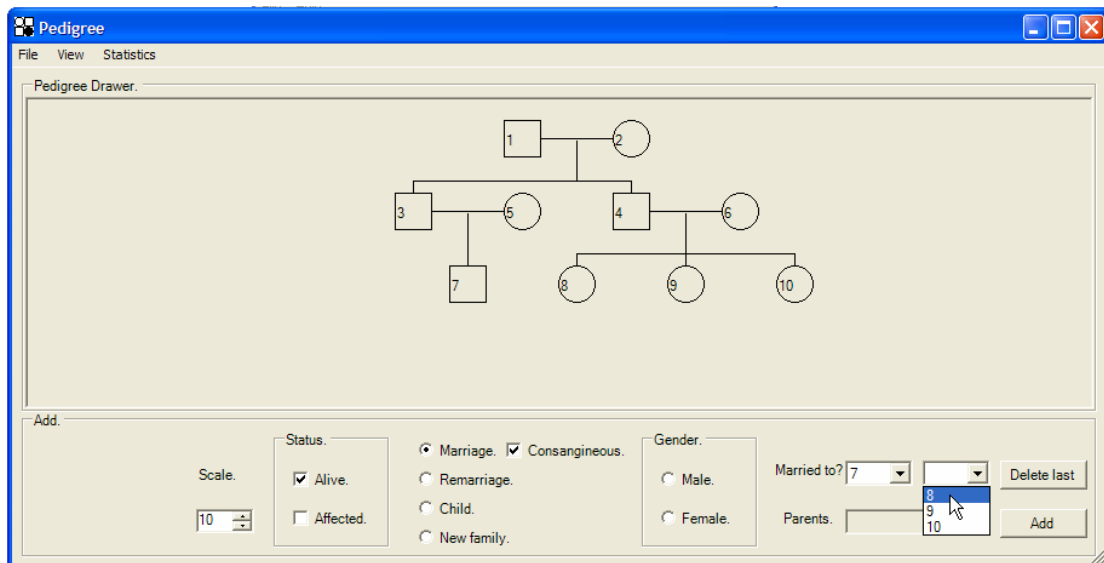 Pedigree
File View Statistics
Pedigree Drawer.
1 2
3 5 4 6
7 8 9 10
Add.
Status. Gender.
Marriage. Consangineous.
Scale. Alive. Remarriage. Male. Married to? 7 Delete last
8
Child. 9
10 Affected. Female. Parents. 10 Add
New family.